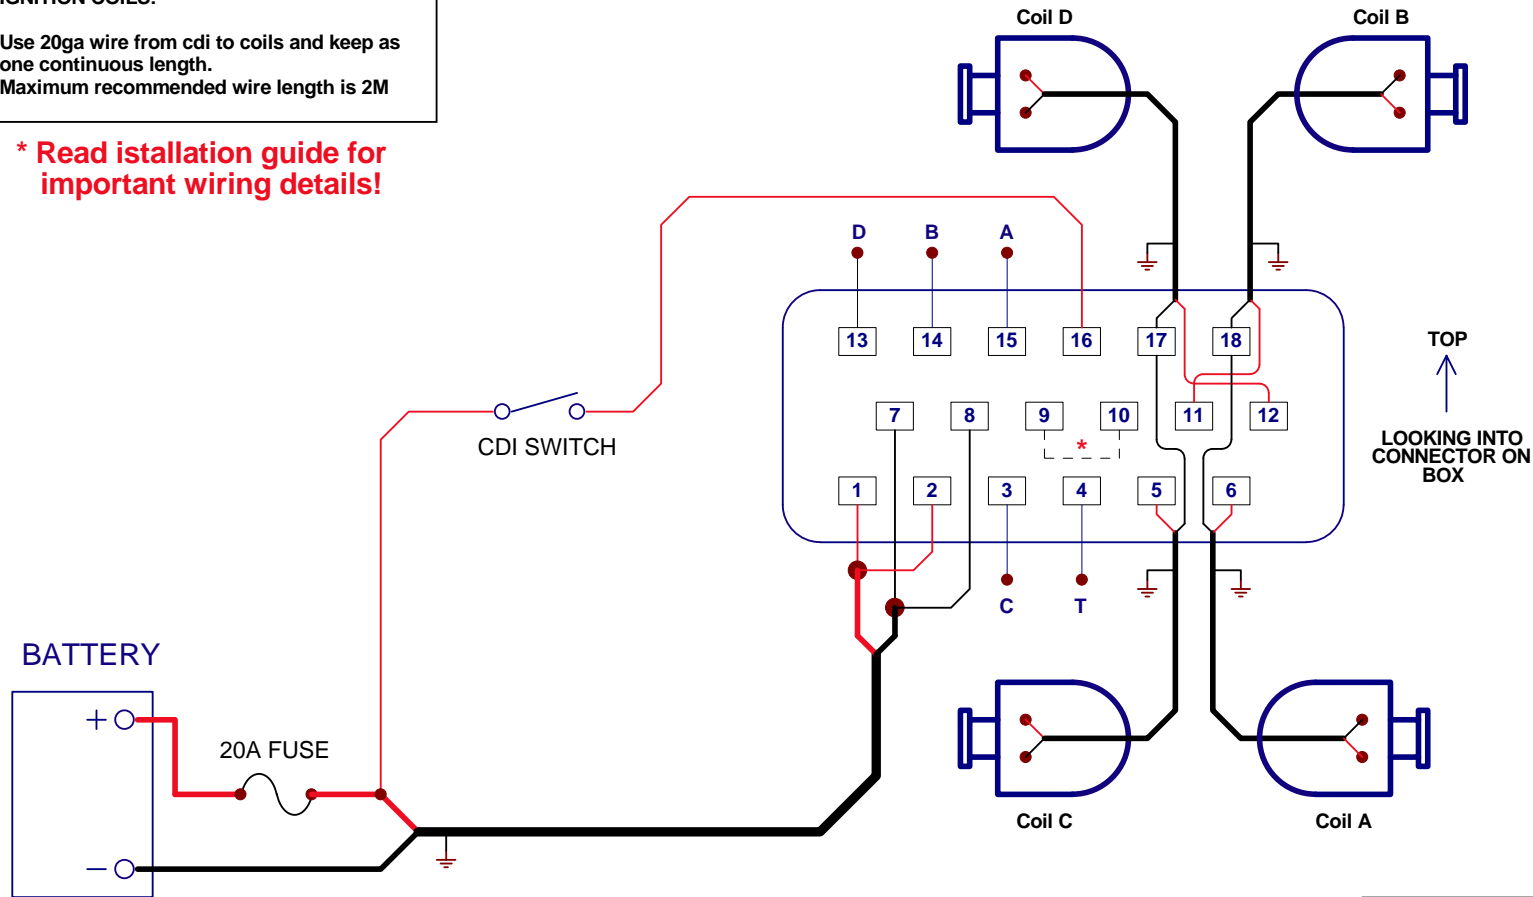 IGNITION COILS:
Use 20ga wire from cdi to coils and keep as
one continuous length.
Maximum recommended wire length is 2M
* Read istallation guide for
important wiring details!
Coil D
Coil B
D
B
A
13
14
15
16
17
18
TOP
7
8
9
10
11
12
*
CDI SWITCH
LOOKING INTO
CONNECTOR ON
BOX
1
2
3
4
5
6
C
T
BATTERY
+
20A FUSE
−
Coil C
Coil A